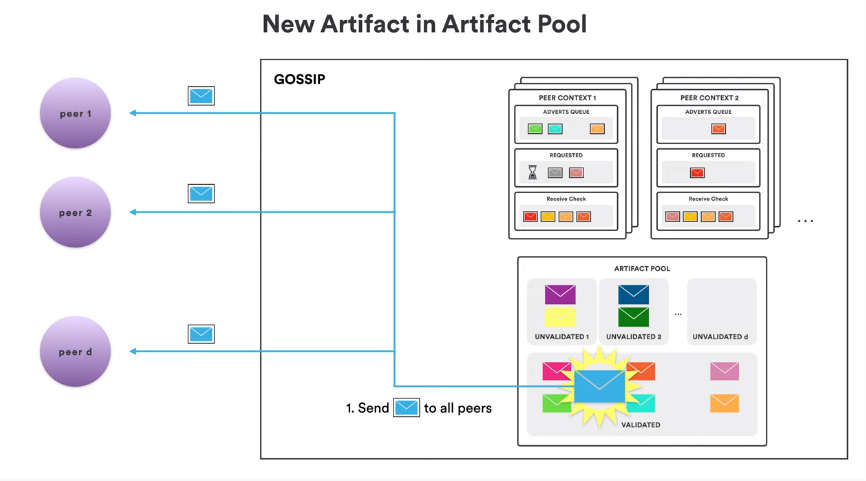 New Artifact in Artifact Pool
GOSSIP
peer 1
peer 2
peer d
PEER CONTEXT 1
ADVERTS QUEUE
REQUESTED
Receive Check
PEER CONTEXT 2
ADVERTS QUEUE
REQUESTED
Receive Check
...
ARTIFACT POOL
UNVALIDATED 1
UNVALIDATED 2
...
UNVALIDATED d
VALIDATED
1. Send to all peers